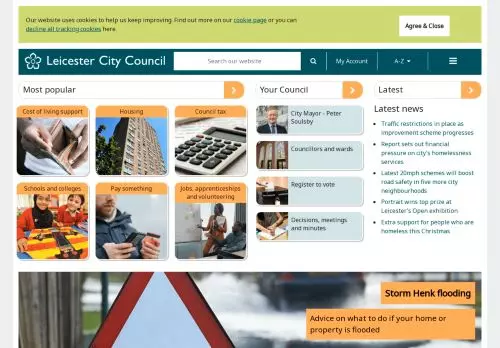 Our website uses cookies to help us keep improving. Find out more on our cookie page or you can
decline all tracking cookies here
Agree & Close
Leicester City Council
Search our website
My Account
A-Z
Most popular
Your Council
Latest
Cost of living support
Housing
Council tax
Schools and colleges
Pay something
Jobs, apprenticeships
and volunteering
City Mayor - Peter
Soulsby
Councillors and wards
Register to vote
Decisions, meetings
and minutes
Latest news
Traffic restrictions in place as
improvement scheme progresses
Report sets out financial
pressure on city's homelessness
services
Latest 20mph schemes will boost
road safety in five more city
neighbourhoods
Portrait wins top prize at
Leicester's Open exhibition
Extra support for people who are
homeless this Christmas
Storm Henk flooding
Advice on what to do if your home or
property is flooded